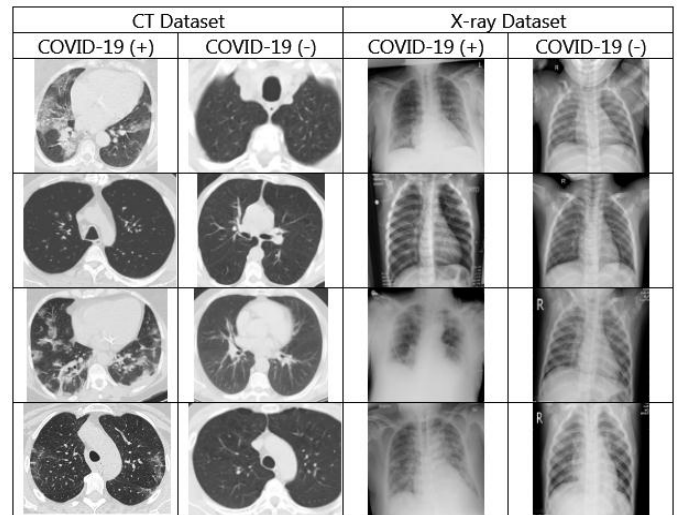 CT Dataset X-ray Dataset
COVID-19 (+) COVID-19 (-) COVID-19 (+) COVID-19 (-)
R
R